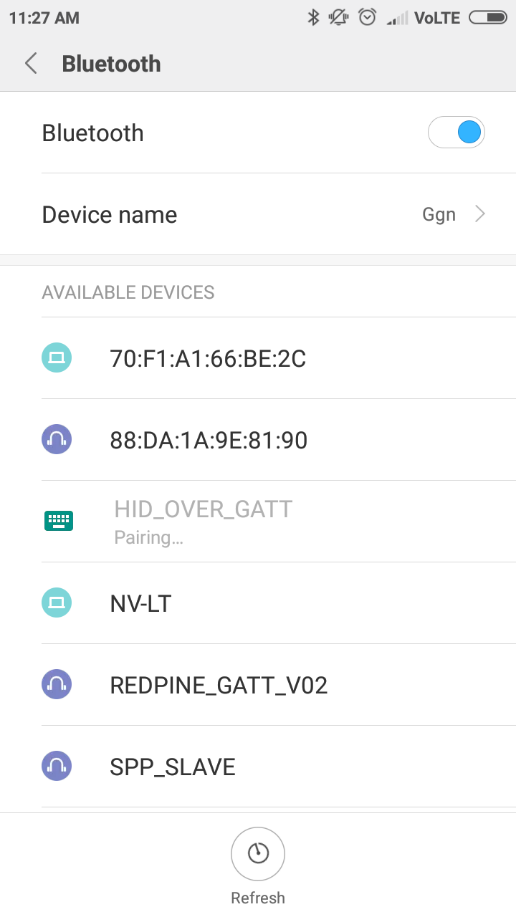 11:27 AM VoLTE
Bluetooth
Bluetooth
Device name Ggn
AVAILABLE DEVICES
70:F1:A1:66:BE:2C
88:DA:1A:9E:81:90
HID_OVER_GATT
Pairing...
NV-LT
REDPINE_GATT_V02
SPP_SLAVE
Refresh